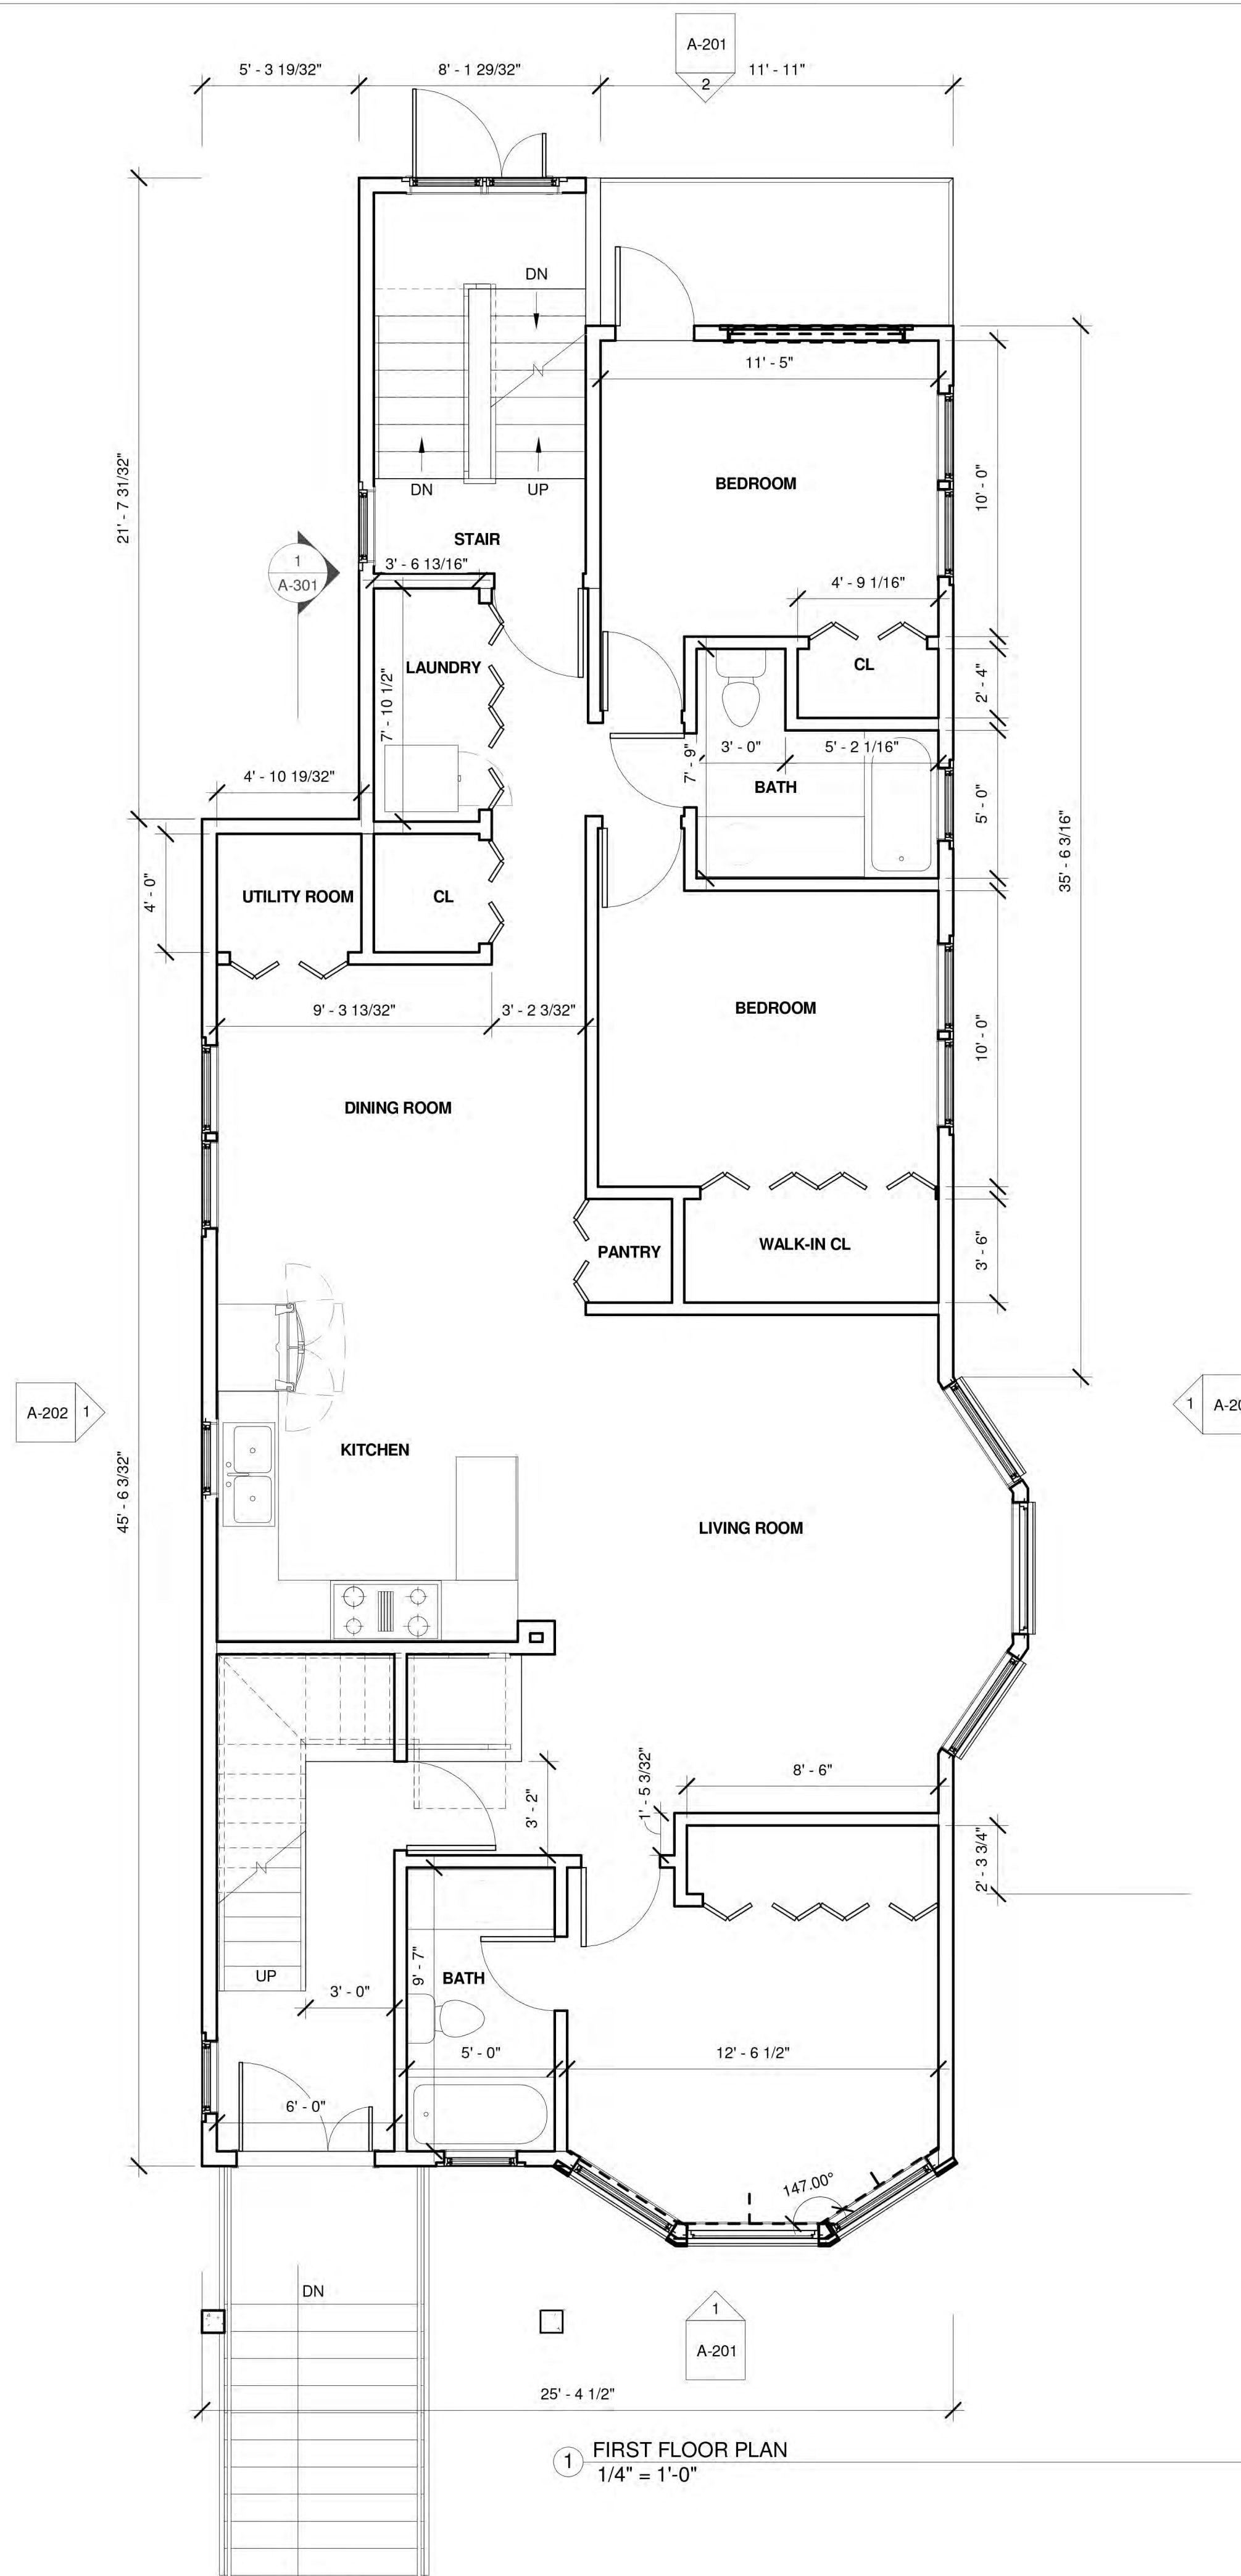 A-201
2
5' - 3 19/32"
8' - 1 29/32"
11' - 11"
DN
11' - 5"
21' - 7 31/32"
BEDROOM
10' - 0"
DN
UP
STAIR
1
A-301
3' - 6 13/16"
4' - 9 1/16"
CL
LAUNDRY
7' - 10 1/2"
2' - 4"
7' - 9"
3' - 0"
5' - 2 1/16"
BATH
4' - 10 19/32"
5' - 0"
35' - 6 3/16"
4' - 0"
UTILITY ROOM
CL
9' - 3 13/32"
3' - 2 3/32"
BEDROOM
10' - 0"
DINING ROOM
PANTRY
WALK-IN CL
3' - 6"
A-202
1
1
KITCHEN
45' - 6 3/32"
LIVING ROOM
8' - 6"
1' - 5 3/32"
3' - 2"
2' - 3 3/4"
UP
9' - 7"
BATH
3' - 0"
5' - 0"
12' - 6 1/2"
6' - 0"
147.00°
DN
1
A-201
25' - 4 1/2"
1
FIRST FLOOR PLAN
1/4" = 1'-0"